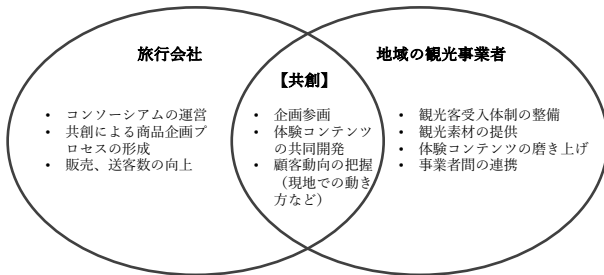 旅行会社
• コンソーシアムの運営
• 共創による商品企画プ
ロセスの形成
• 販売、送客数の向上
【共創】
• 企画参画
• 体験コンテンツ
の共同開発
• 顧客動向の把握
（現地での動き
方など）
地域の観光事業者
• 観光客受入体制の整備
• 観光素材の提供
• 体験コンテンツの磨き上げ
• 事業者間の連携